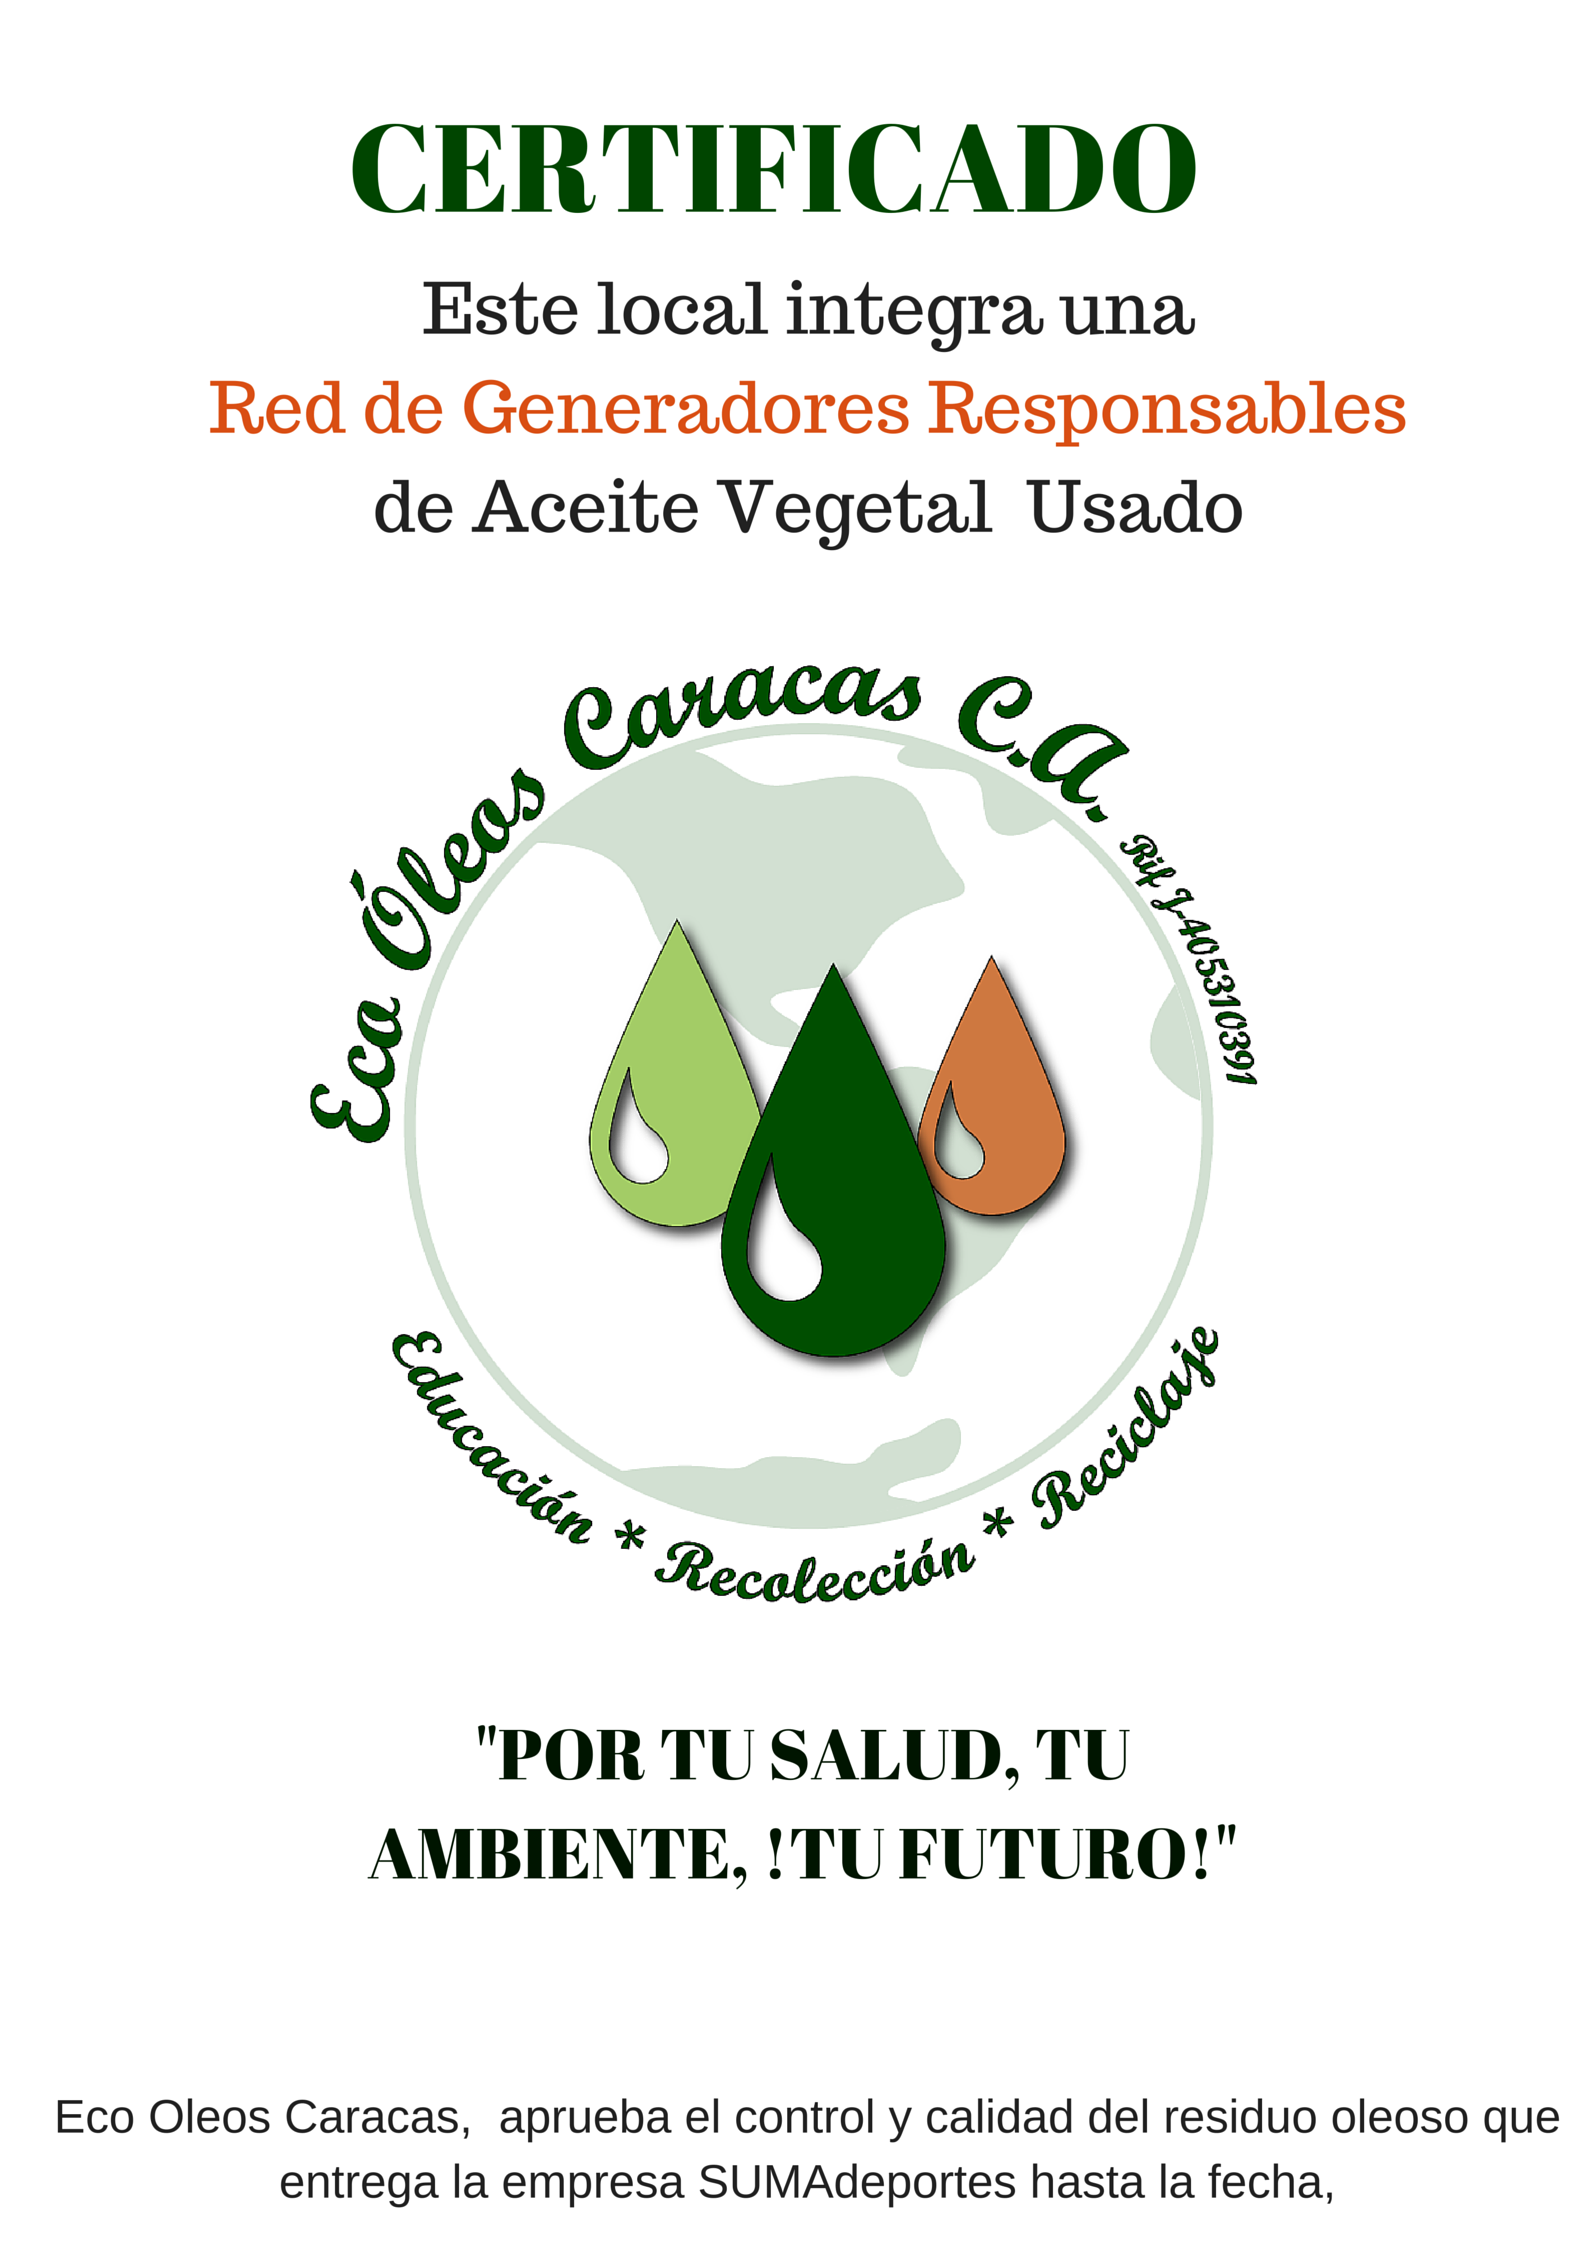 CERTIFICADO
Este local integra una
Red de Generadores Responsables
de Aceite Vegetal Usado
Eco Óleos Caracas C.A. Rif J-405310391
Educación * Recolección * Reciclaje
"POR TU SALUD, TU
AMBIENTE, !TU FUTURO!"
Eco Oleos Caracas, aprueba el control y calidad del residuo oleoso que
entrega la empresa SUMAdeportes hasta la fecha,